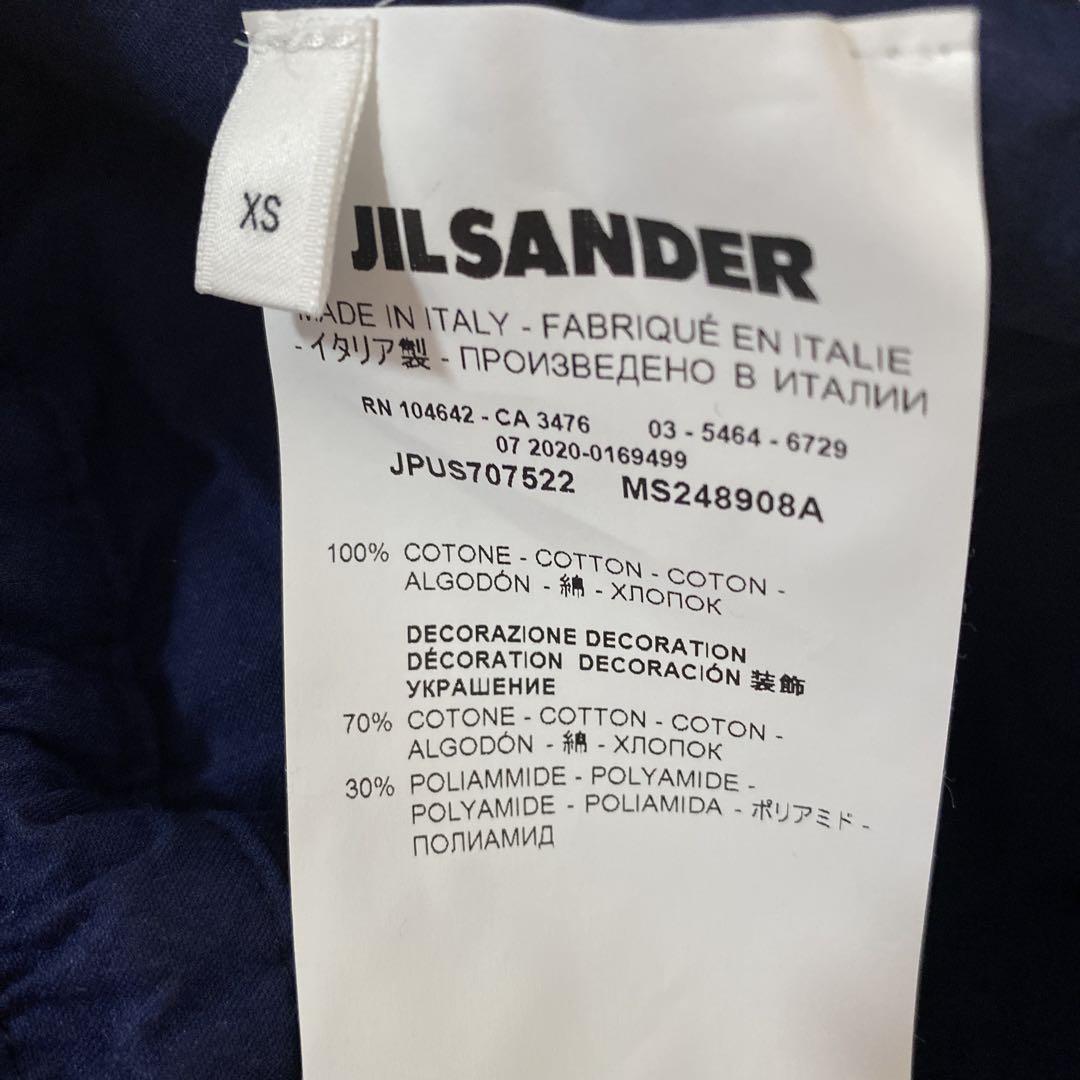 XS
JILSANDER
MADE IN ITALY - FABRIQUÉ EN ITALIE
- イタリア製 - ПРОИЗВЕДЕНО В ИТАЛИИ
RN 104642 - CA 3476 03 - 5464 - 6729
07 2020-0169499
JPUS707522 MS248908A
100% COTONE - COTTON - COTON -
ALGODÓN - 綿 - ХЛОПОК
DECORAZIONE DECORATION
DÉCORATION DECORACIÓN 装飾
УКРАШЕНИЕ
70% COTONE - COTTON - COTON -
ALGODÓN - 綿 - ХЛОПОК
30% POLIAMMIDE - POLYAMIDE -
POLYAMIDE - POLIAMIDA - ポリアミド -
ПОЛИАМИД